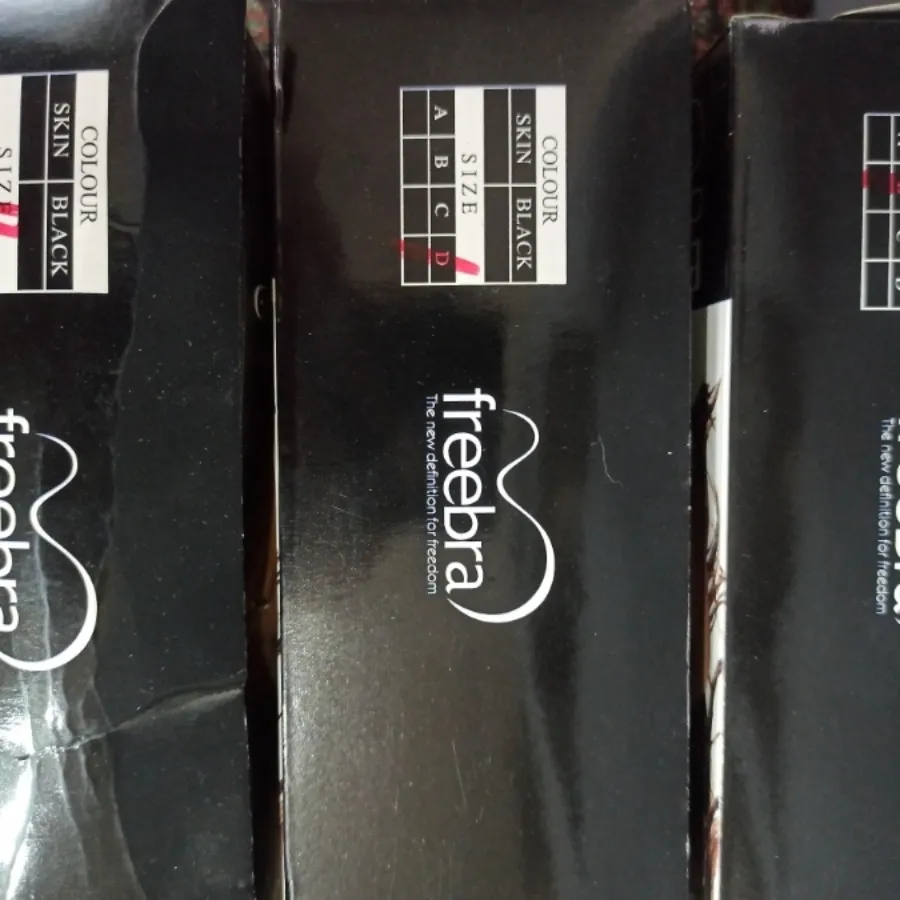 COLOUR
SKIN BLACK
SIZE
freebra
COLOUR
SKIN BLACK
SIZE
A B C D
freebra
The new definition for freedom
The new definition for freedom